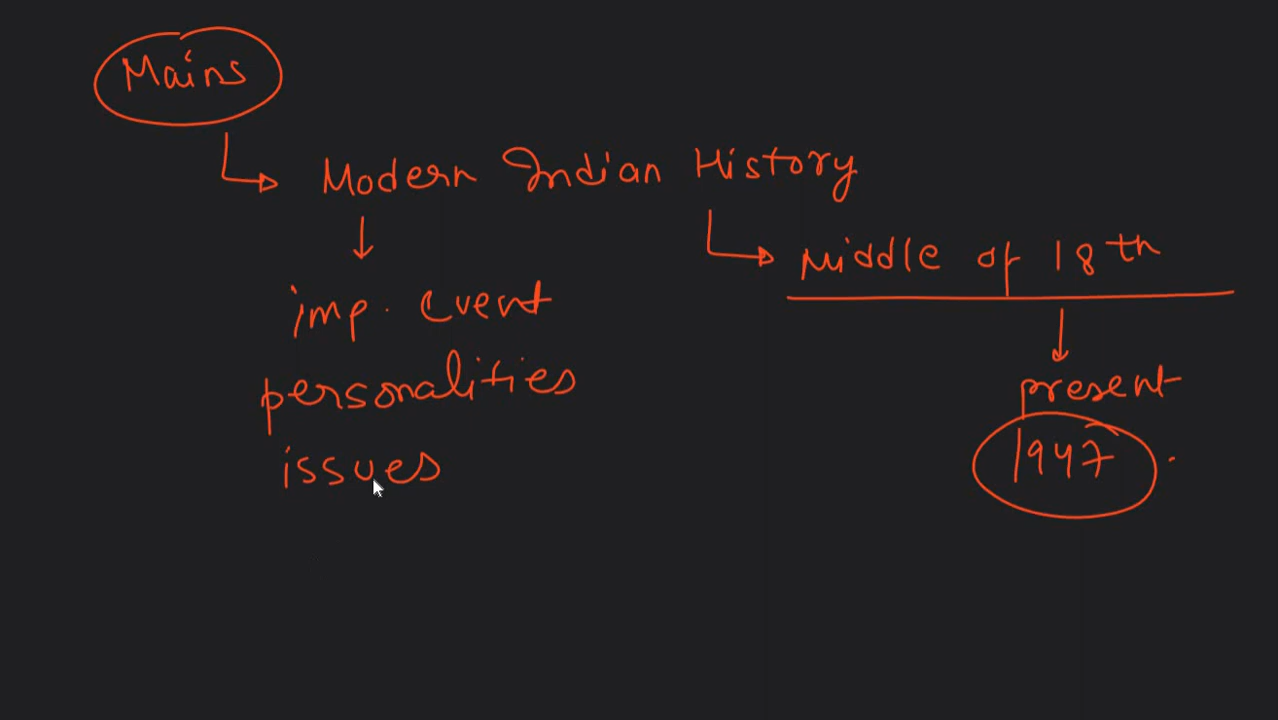 Mains
Modern Indian History
Middle of 18th
imp. event
present
personalities
1947.
issues